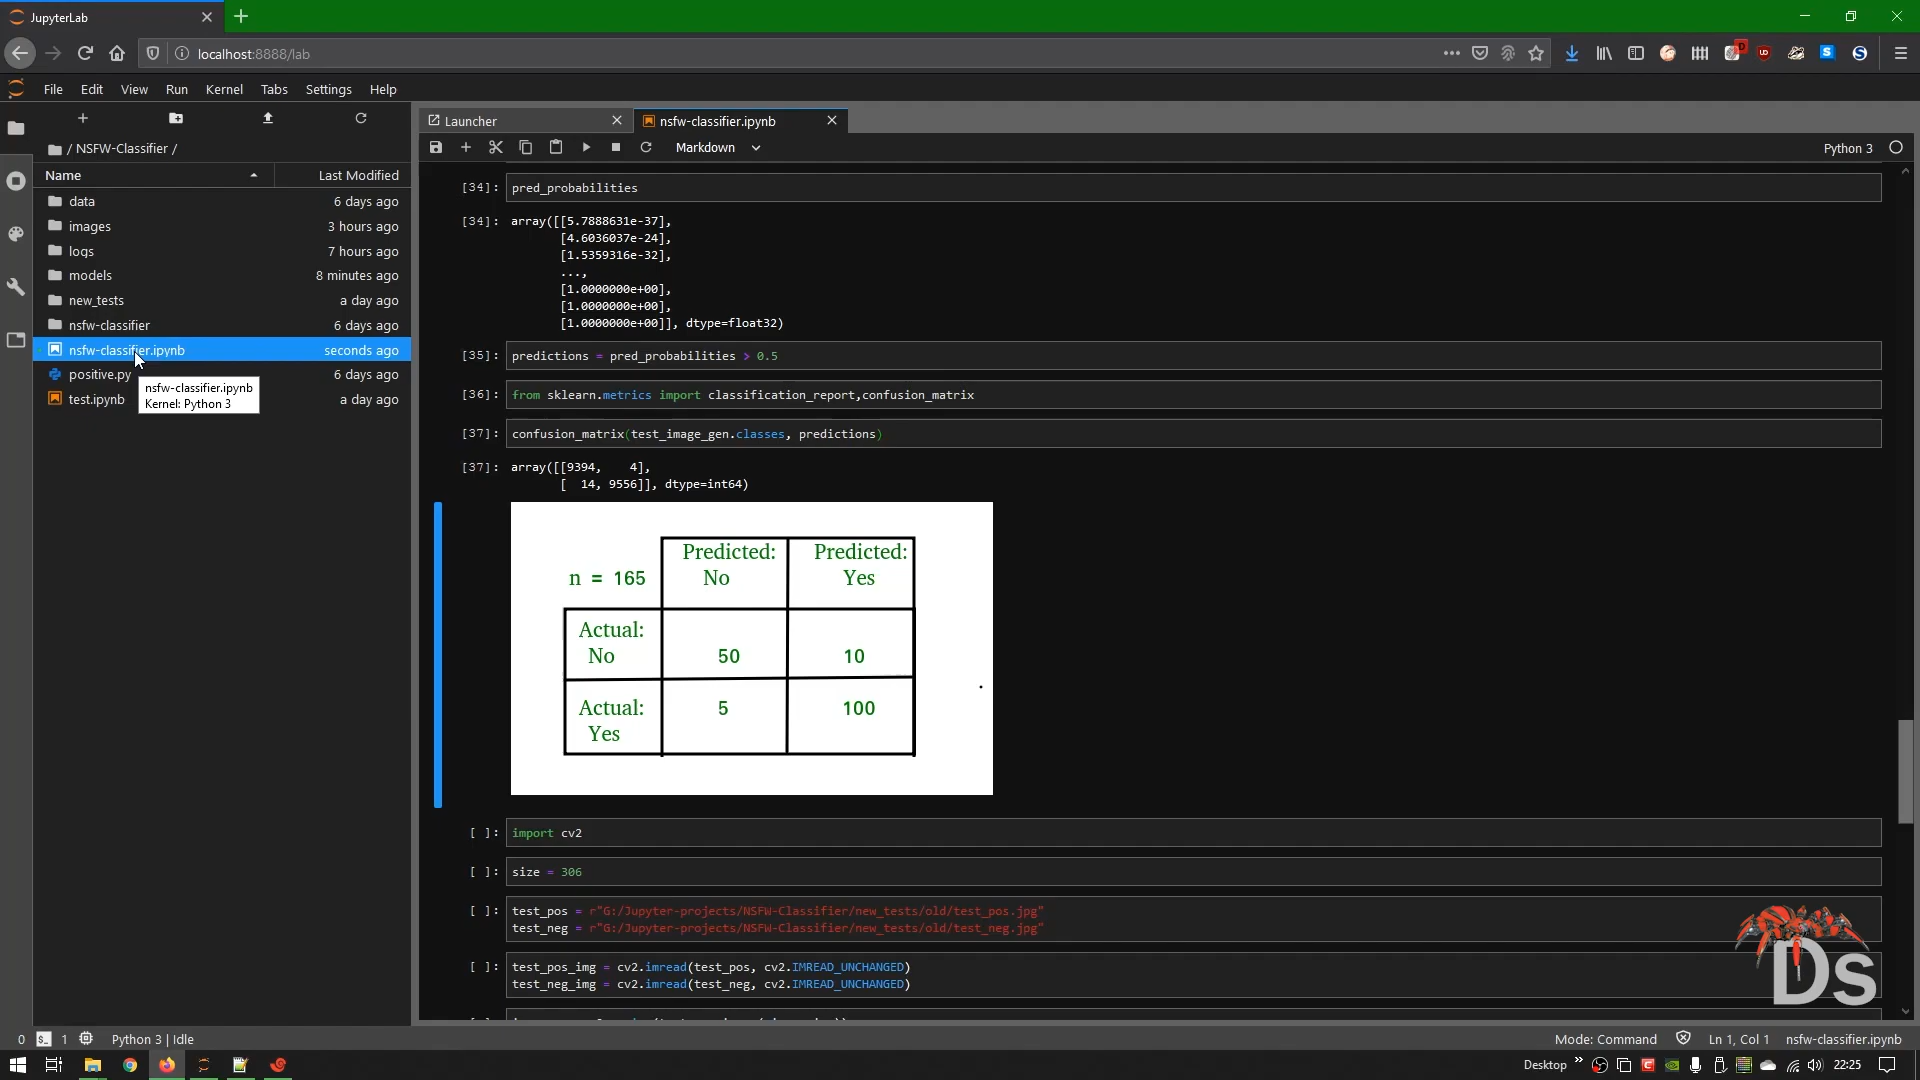 JupyterLab
localhost:8888/lab
File Edit View Run Kernel Tabs Settings Help
/ NSFW-Classifier /
Name Last Modified
data 6 days ago
images 3 hours ago
logs 7 hours ago
models 8 minutes ago
new_tests a day ago
nsfw-classifier 6 days ago
nsfw-classifier.ipynb seconds ago
positive.py 6 days ago
test.ipynb a day ago
nsfw-classifier.ipynb
Kernel: Python 3
Launcher
nsfw-classifier.ipynb
Markdown
Python 3
[34]: pred_probabilities
[34]: array([[5.7888631e-37],
[4.6036037e-24],
[1.5359316e-32],
...,
[1.0000000e+00],
[1.0000000e+00],
[1.0000000e+00]], dtype=float32)
[35]: predictions = pred_probabilities > 0.5
[36]: from sklearn.metrics import classification_report,confusion_matrix
[37]: confusion_matrix(test_image_gen.classes, predictions)
[37]: array([[9394, 4],
[ 14, 9556]], dtype=int64)
n = 165
Predicted:
No
Predicted:
Yes
Actual:
No
50 10
Actual:
Yes
5 100
[ ]: import cv2
[ ]: size = 306
[ ]: test_pos = r"G:/Jupyter-projects/NSFW-Classifier/new_tests/old/test_pos.jpg"
test_neg = r"G:/Jupyter-projects/NSFW-Classifier/new_tests/old/test_neg.jpg"
[ ]: test_pos_img = cv2.imread(test_pos, cv2.IMREAD_UNCHANGED)
test_neg_img = cv2.imread(test_neg, cv2.IMREAD_UNCHANGED)
Ds
0 1 Python 3 | Idle
Mode: Command Ln 1, Col 1 nsfw-classifier.ipynb
Desktop 22:25